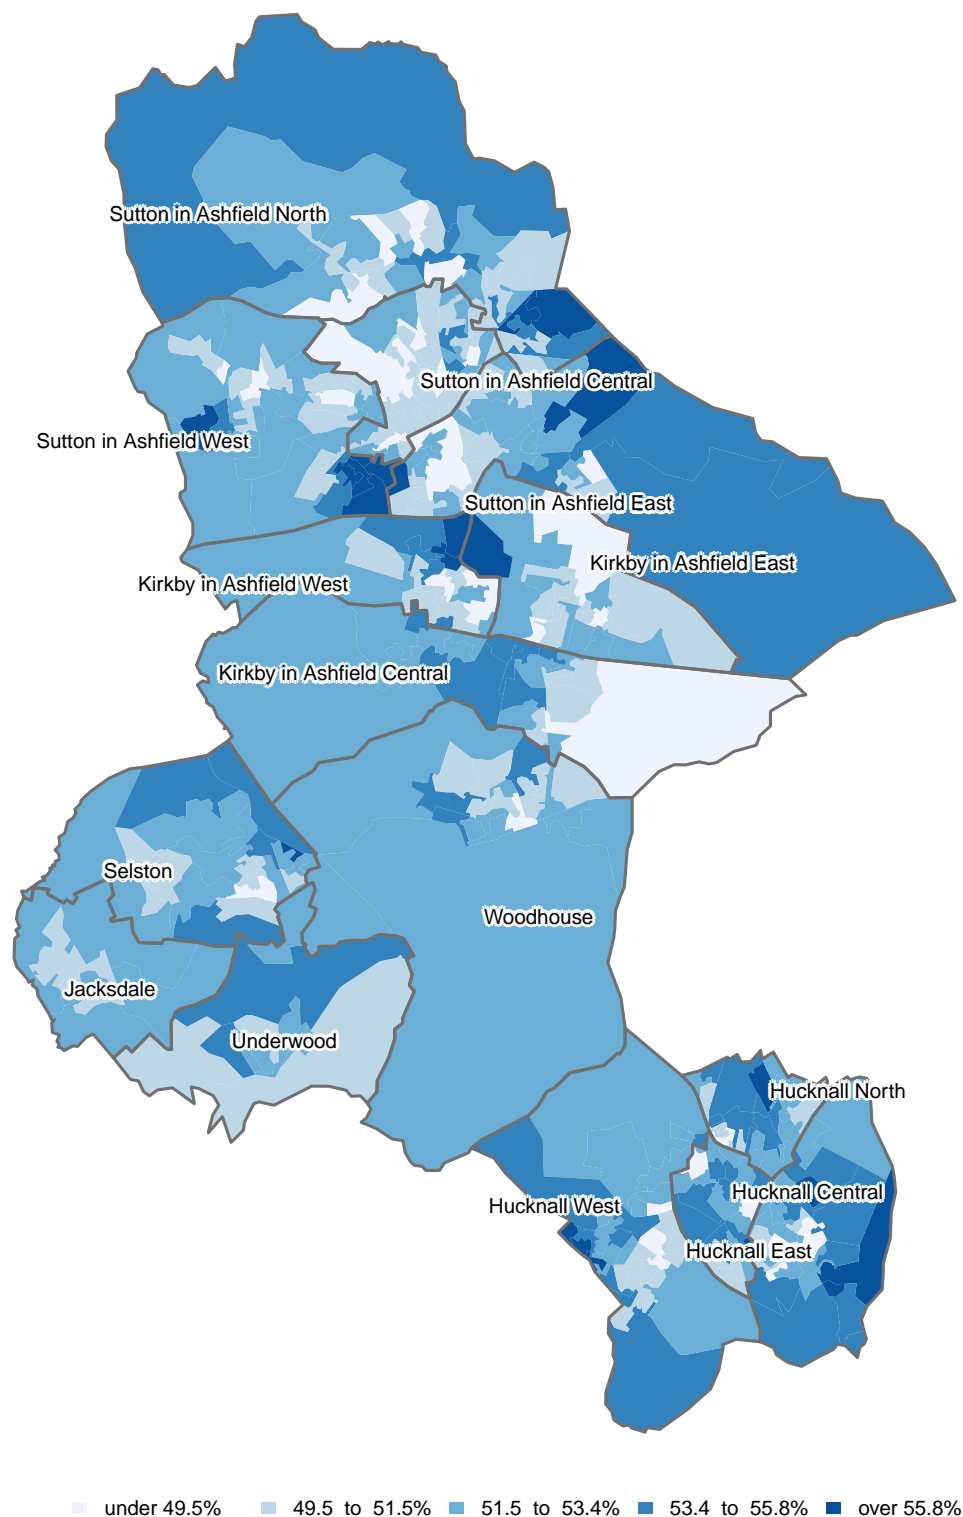 Sutton in Ashfield North
Sutton in Ashfield Central
Sutton in Ashfield West
Sutton in Ashfield East
Kirkby in Ashfield East
Kirkby in Ashfield West
Kirkby in Ashfield Central
Selston
Woodhouse
Jacksdale
Underwood
Hucknall North
Hucknall Central
Hucknall West
Hucknall East
under 49.5%
49.5 to 51.5%
51.5 to 53.4%
53.4 to 55.8%
over 55.8%